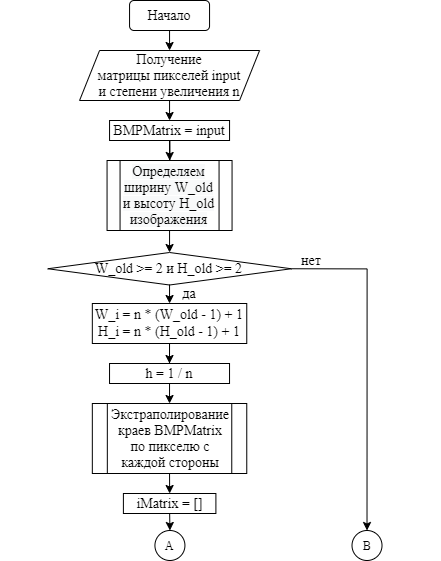 Начало
Получение
матрицы пикселей input
и степени увеличения n
BMPMatrix = input
Определяем
ширину W_old
и высоту H_old
изображения
W_old >= 2 и H_old >= 2
нет
да
W_i = n * (W_old - 1) + 1
H_i = n * (H_old - 1) + 1
h = 1 / n
Экстраполирование
краев BMPMatrix
по пикселю с
каждой стороны
iMatrix = []
A
B